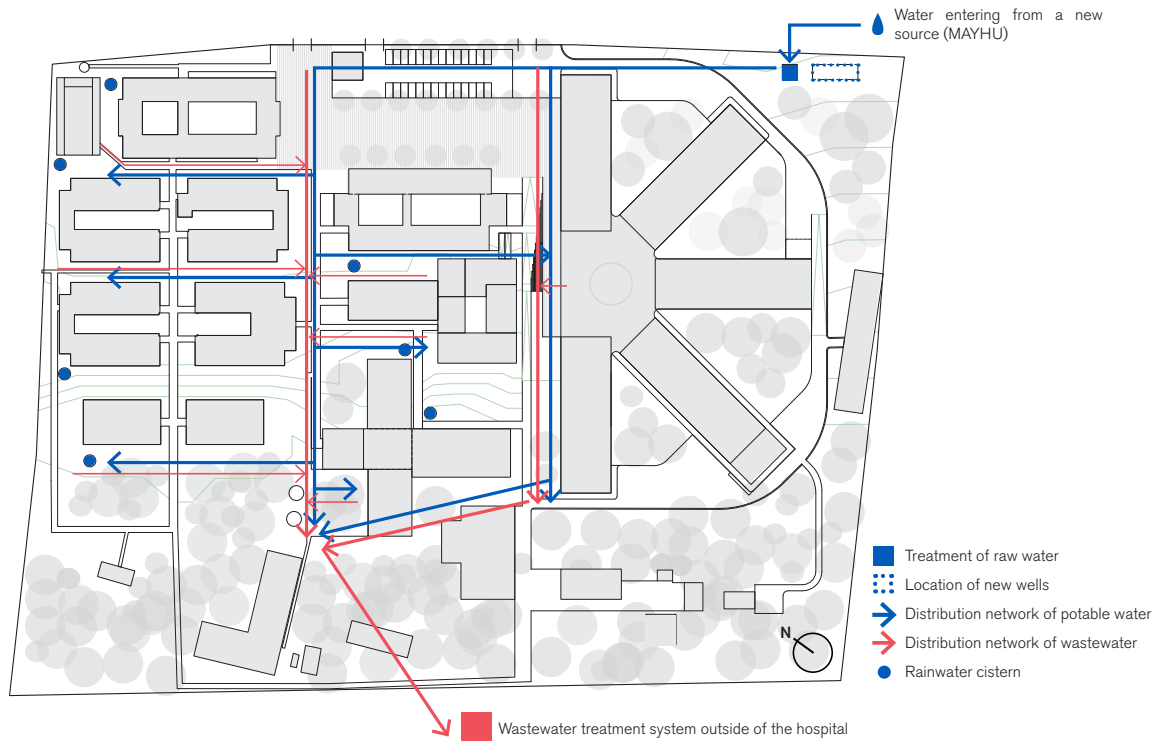 Water entering from a new
source (MAYHU)
Treatment of raw water
Location of new wells
Distribution network of potable water
N
Distribution network of wastewater
Rainwater cistern
Wastewater treatment system outside of the hospital